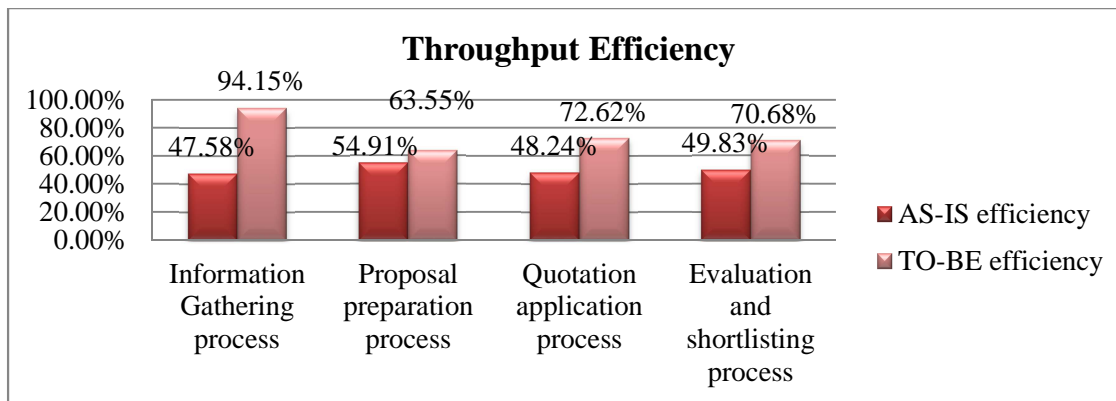 Throughput Efficiency
94.15%
63.55%
72.62%
70.68%
47.58%
54.91%
48.24%
49.83%
100.00%
80.00%
60.00%
40.00%
20.00%
0.00%
Information
Gathering
process
Proposal
preparation
process
Quotation
application
process
Evaluation
and
shortlisting
process
AS-IS efficiency
TO-BE efficiency